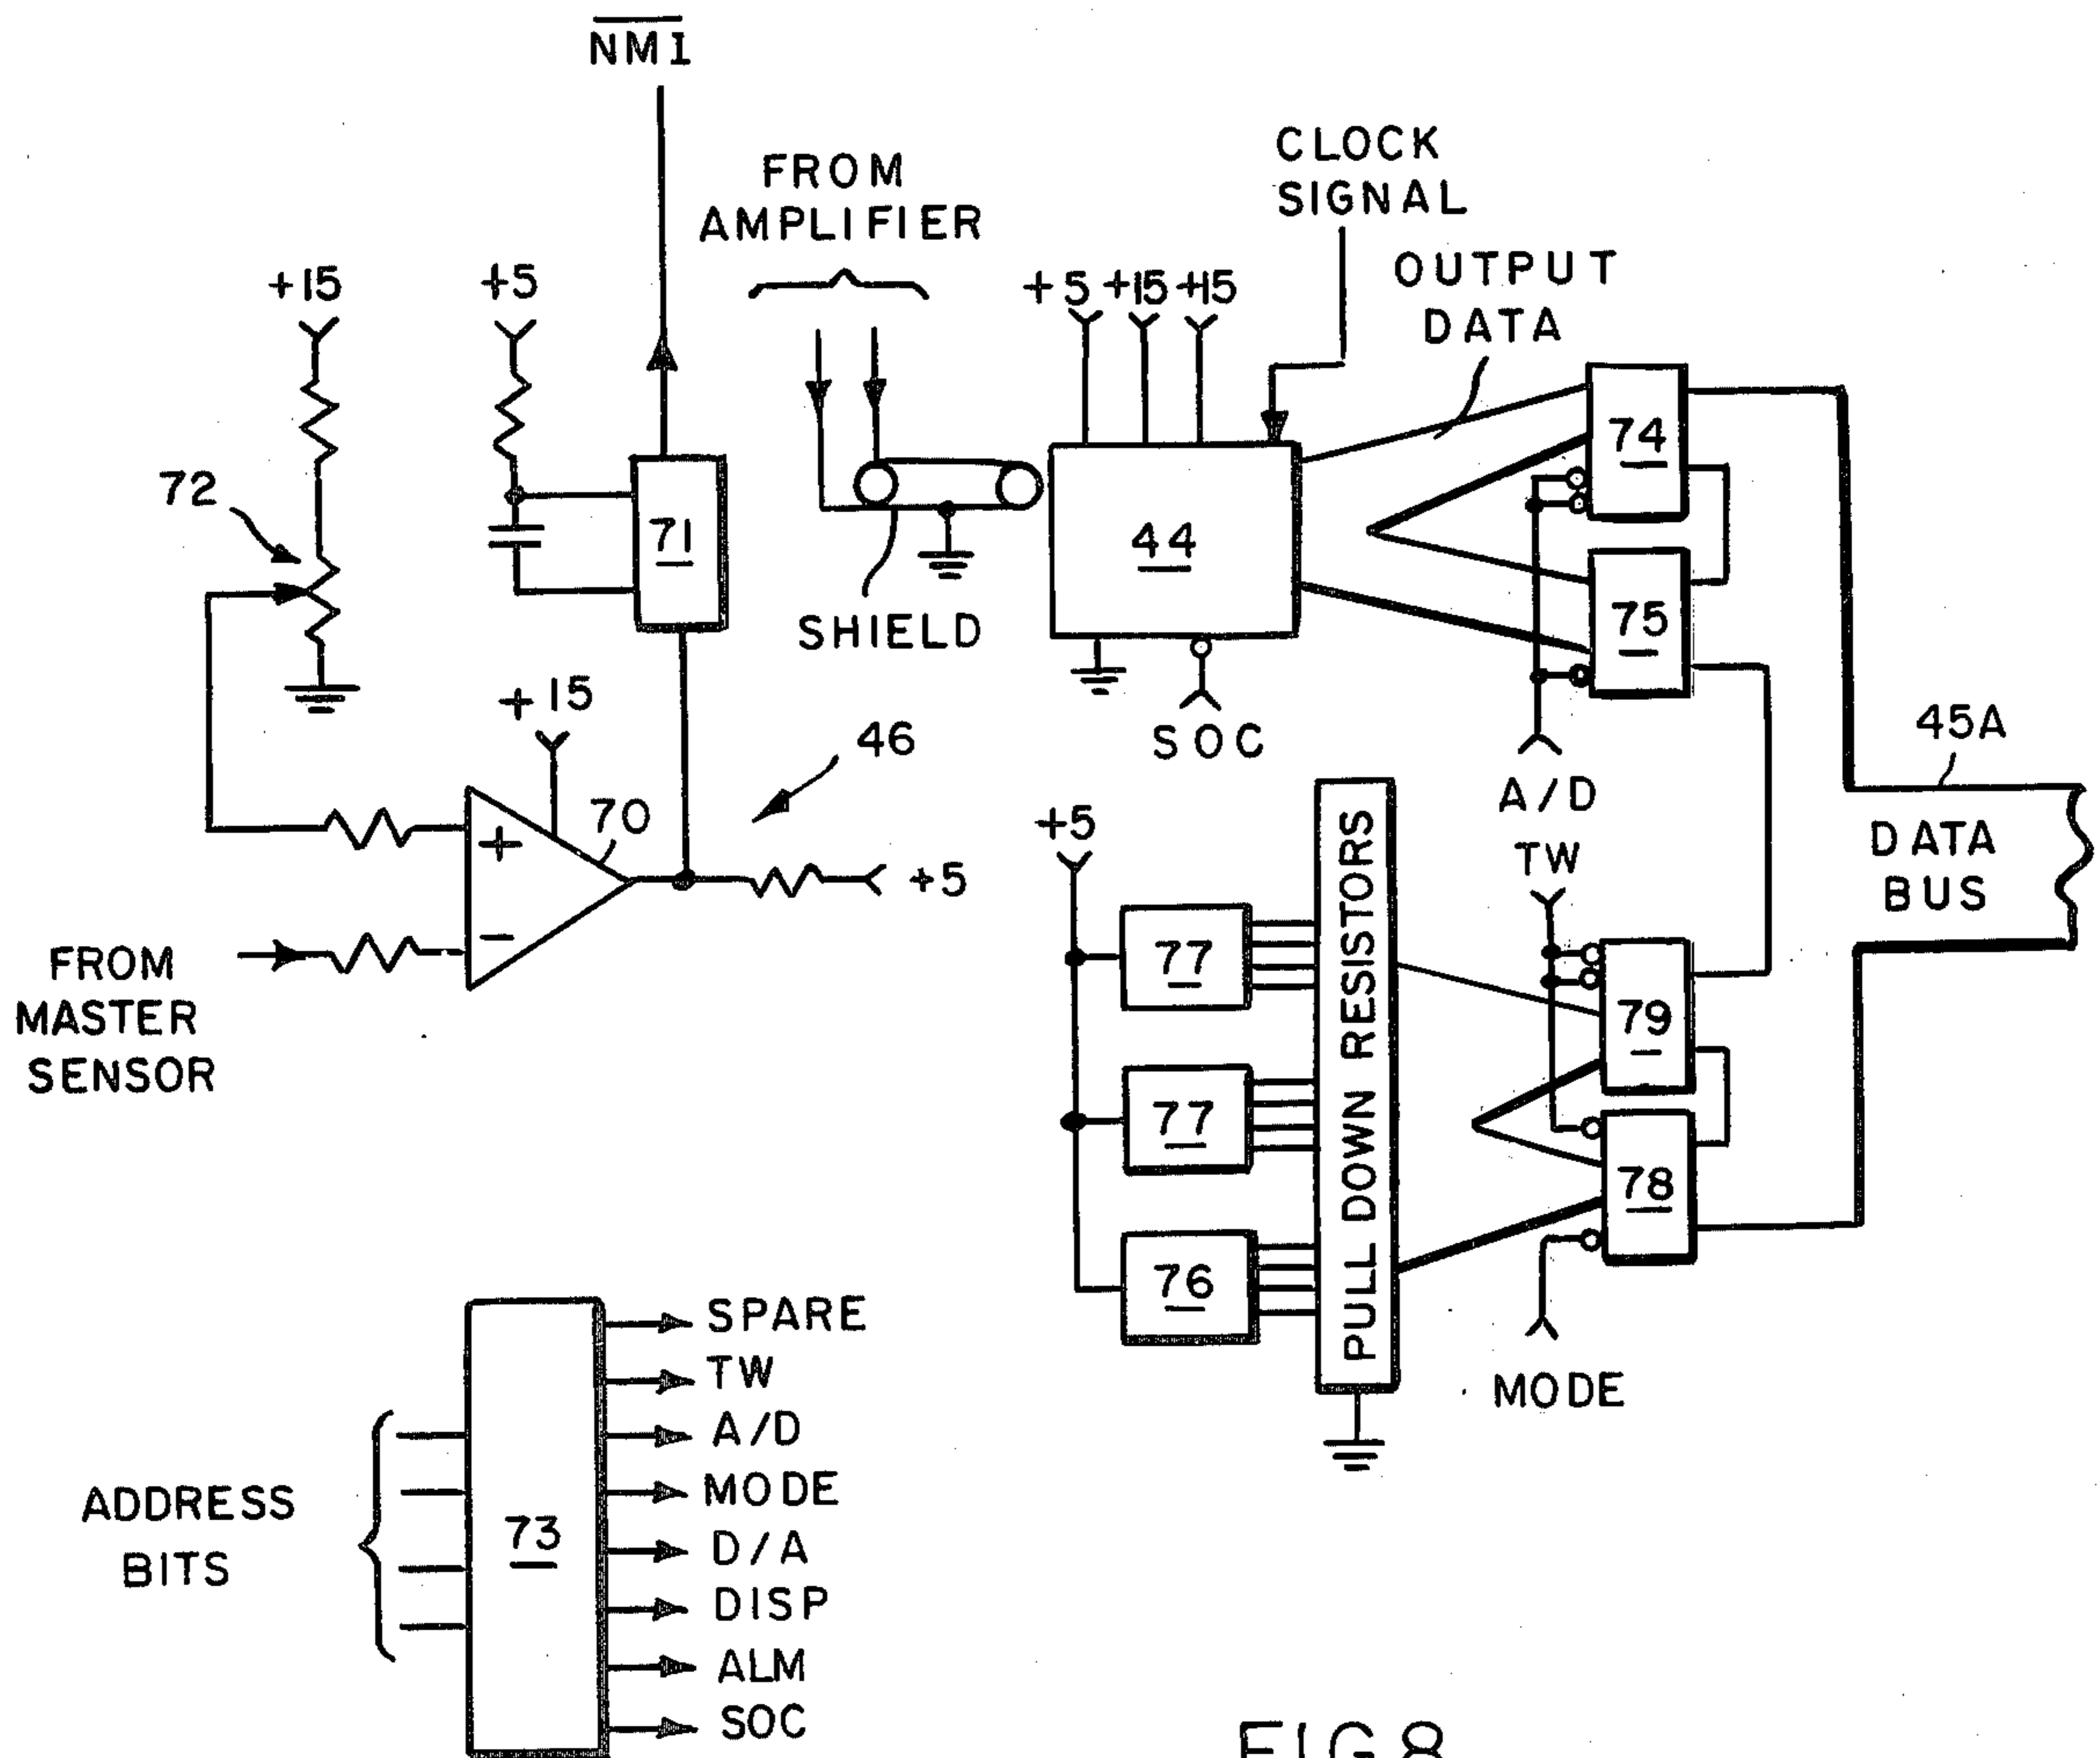 NMI
FROM
AMPLIFIER
CLOCK
SIGNAL
OUTPUT
DATA
+15
+5
+5 +15 +15
72
71
44
74
75
SHIELD
SOC
A/D
+15
70
46
+5
FROM
MASTER
SENSOR
+5
77
77
76
PULL DOWN RESISTORS
TW
79
78
MODE
45A
DATA
BUS
ADDRESS
BITS
73
SPARE
TW
A/D
MODE
D/A
DISP
ALM
SOC
FIG 8